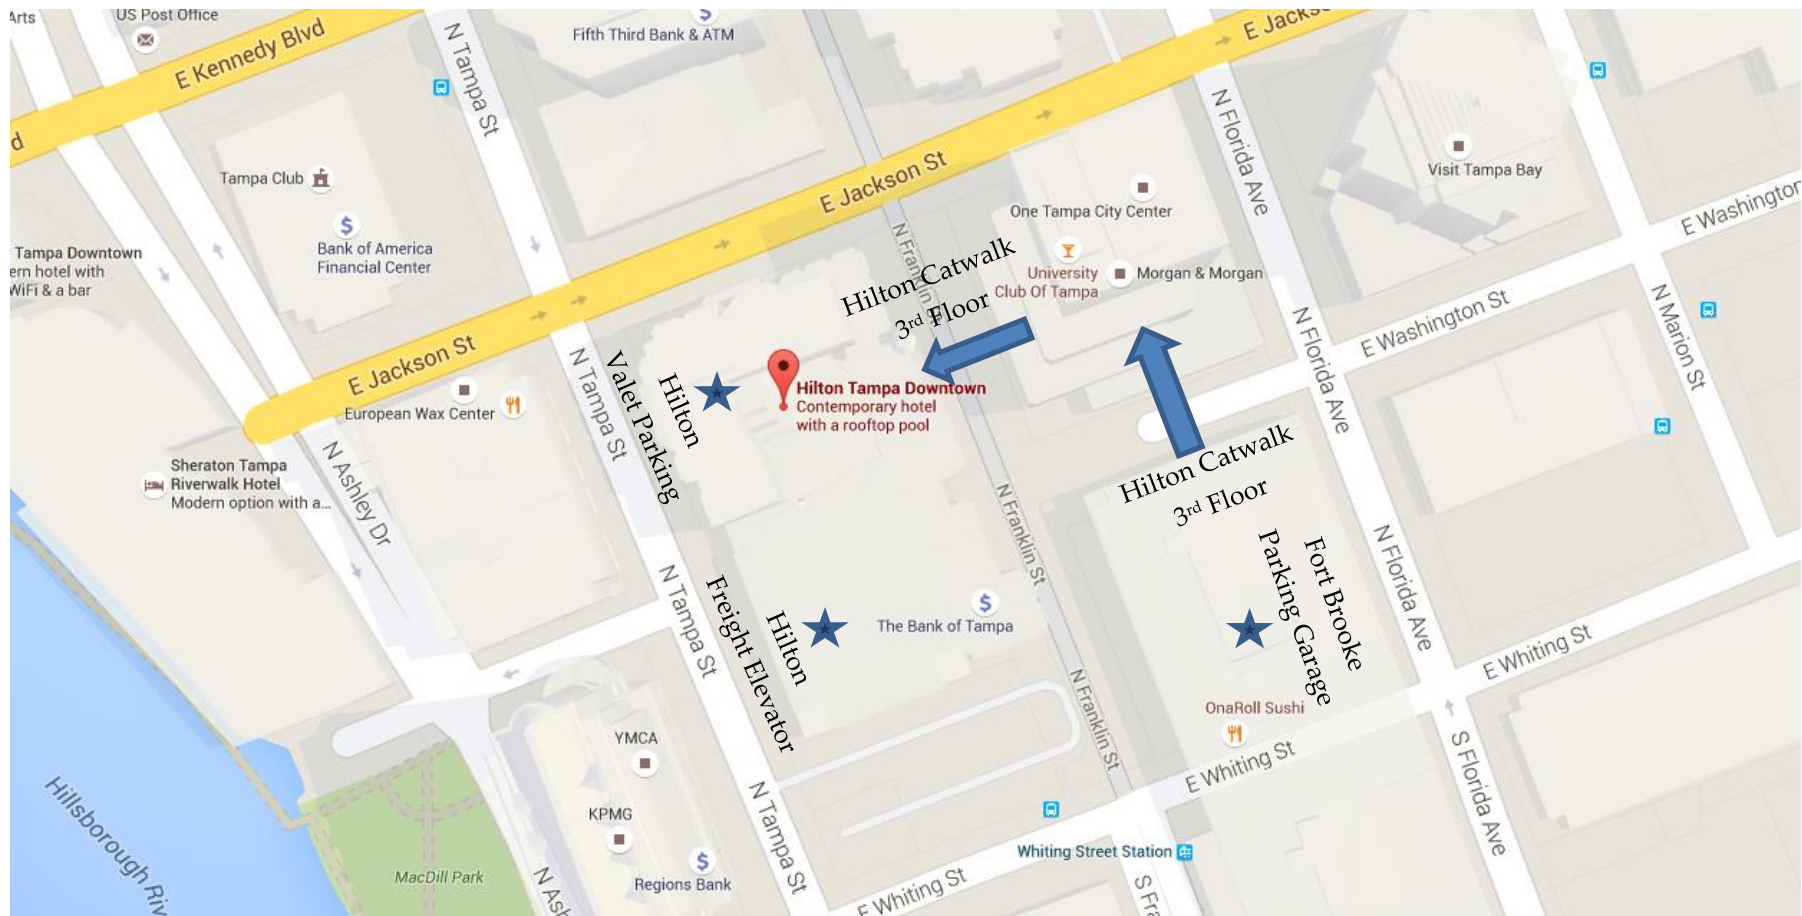 Arts
US Post Office
E Kennedy Blvd
N Tampa St
Fifth Third Bank & ATM
E Jackson St
E Jacks
N Florida Ave
Visit Tampa Bay
E Washington
Tampa Club
Bank of America
Financial Center
Tampa Downtown
ern hotel with
WiFi & a bar
One Tampa City Center
University
Club Of Tampa
Morgan & Morgan
N Franklin St
Hilton Catwalk
3rd Floor
E Washington St
N Florida Ave
N Marion St
E Jackson St
European Wax Center
N Tampa St
Valet Parking
Hilton
Hilton Tampa Downtown
Contemporary hotel
with a rooftop pool
Sheraton Tampa
Riverwalk Hotel
Modern option with a...
N Ashley Dr
Hilton Catwalk
3rd Floor
N Franklin St
Fort Brooke
Parking Garage
N Florida Ave
N Tampa St
Freight Elevator
Hilton
The Bank of Tampa
E Whiting St
OnaRoll Sushi
N Franklin St
E Whiting St
S Florida Ave
YMCA
KPMG
Regions Bank
N Tampa St
Hillsborough Riv
MacDill Park
N Ash
Whiting Street Station
E Whiting St
S Fra